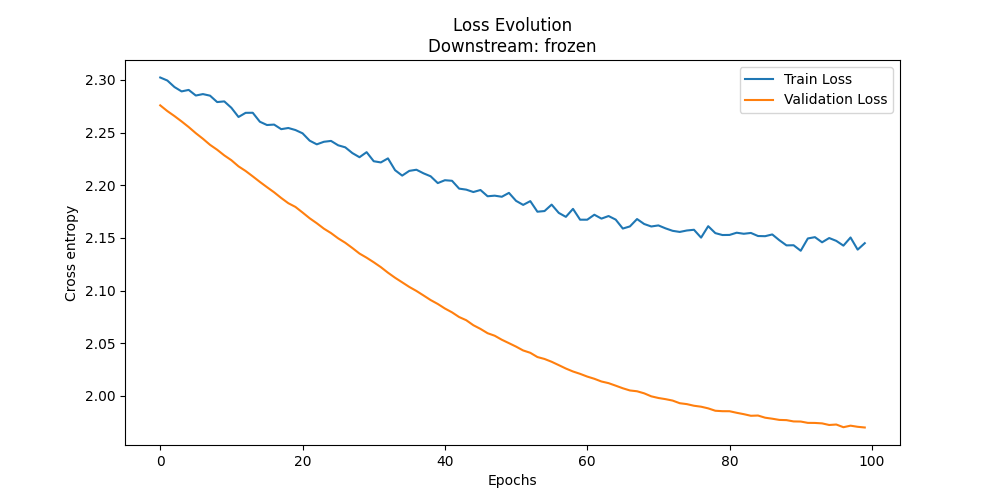 Loss Evolution
Downstream: frozen
Train Loss
Validation Loss
2.30
2.25
2.20
2.15
2.10
2.05
2.00
Cross entropy
0
20
40
60
80
100
Epochs